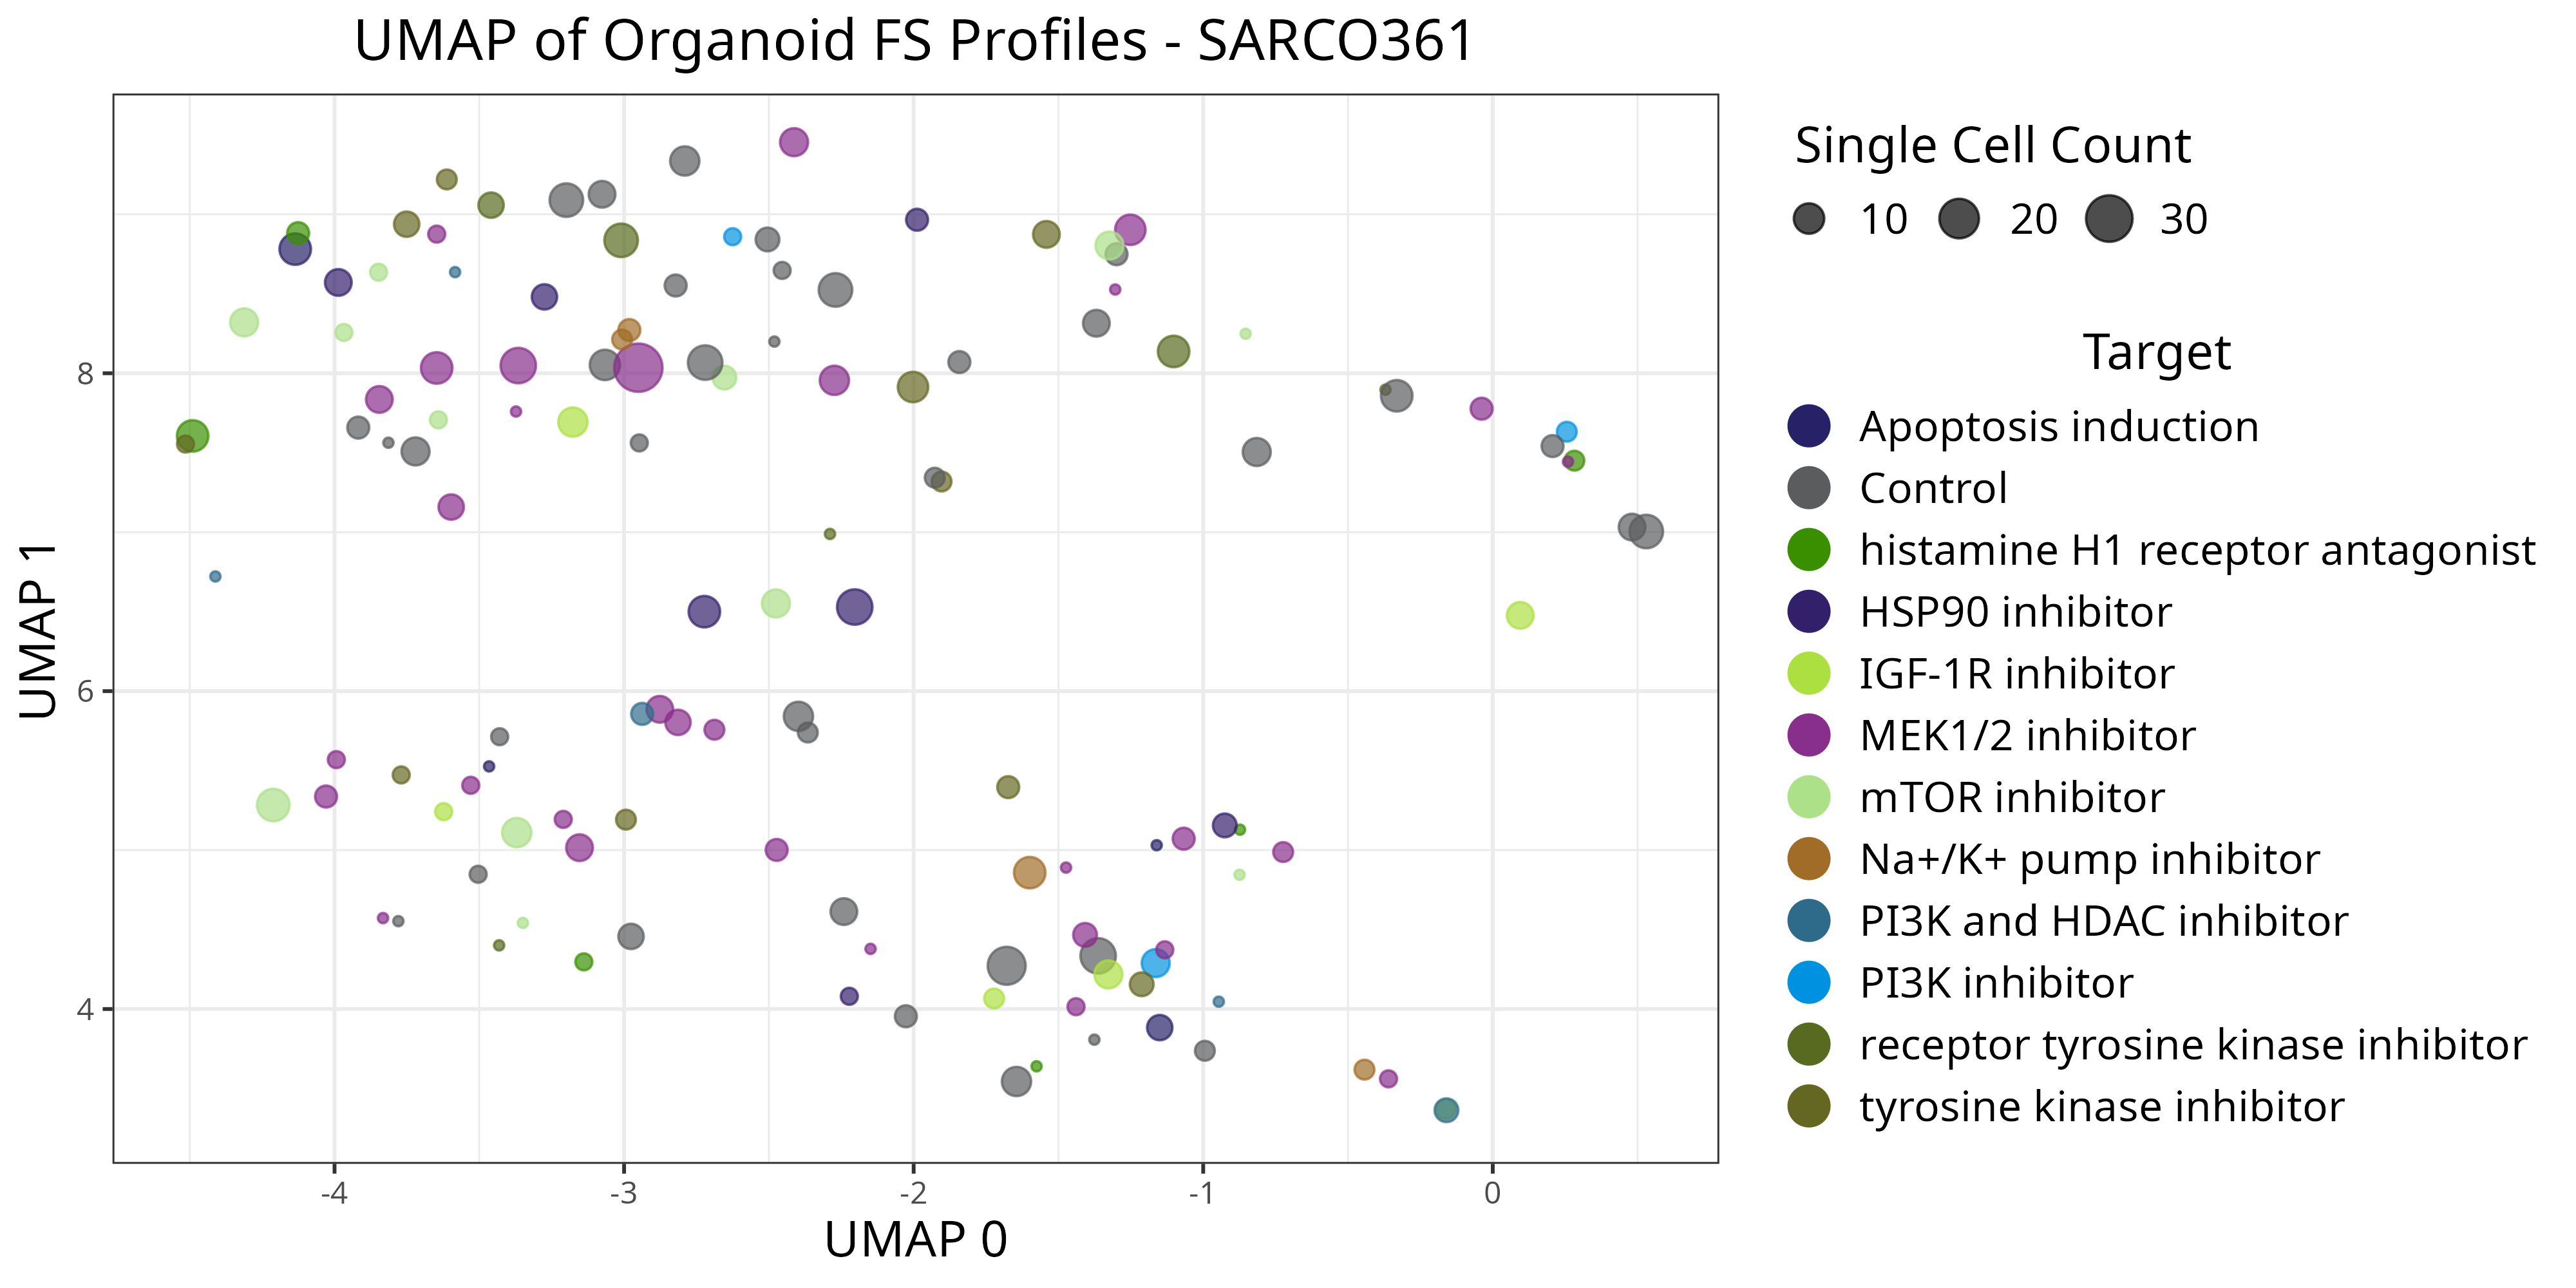 UMAP of Organoid FS Profiles - SARCO361
UMAP 1
8
6
4
-4 -3 -2 -1 0
UMAP 0
Single Cell Count
10 20 30
Target
Apoptosis induction
Control
histamine H1 receptor antagonist
HSP90 inhibitor
IGF-1R inhibitor
MEK1/2 inhibitor
mTOR inhibitor
Na+/K+ pump inhibitor
PI3K and HDAC inhibitor
PI3K inhibitor
receptor tyrosine kinase inhibitor
tyrosine kinase inhibitor